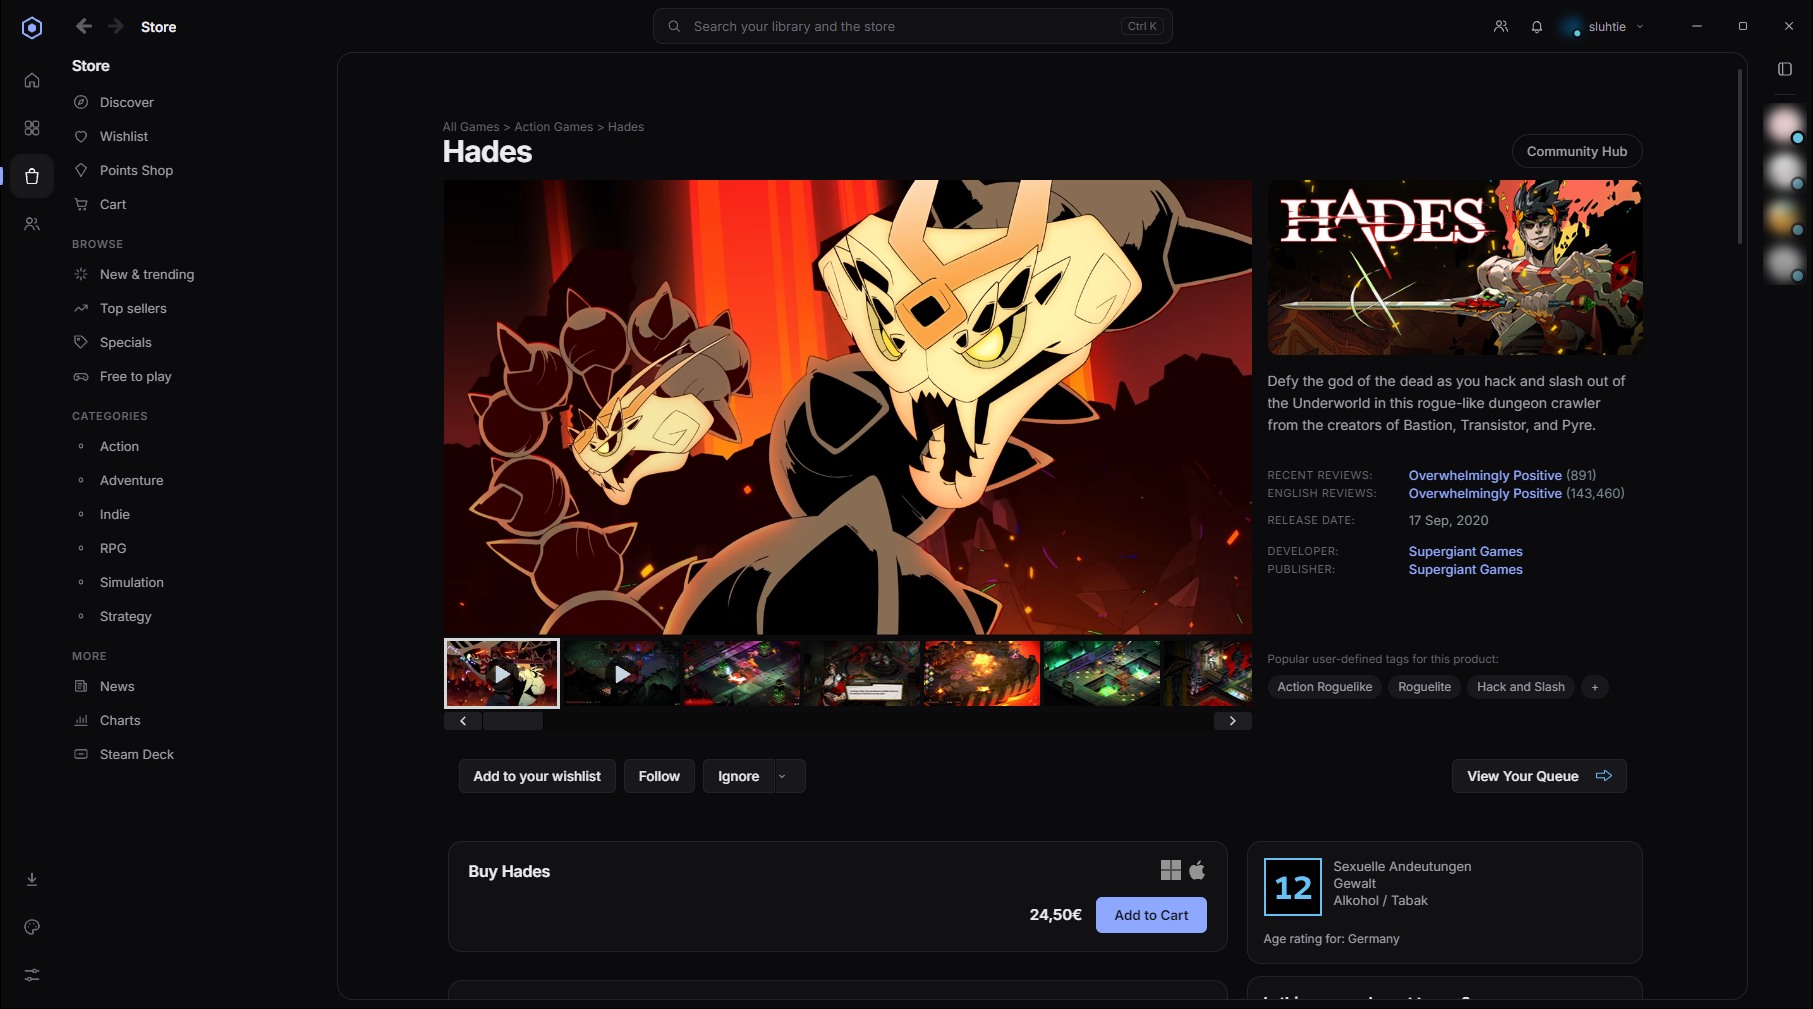 Store
Search your library and the store
Ctrl K
sluhtie
Store
Discover
Wishlist
Points Shop
Cart
BROWSE
New & trending
Top sellers
Specials
Free to play
CATEGORIES
Action
Adventure
Indie
RPG
Simulation
Strategy
MORE
News
Charts
Steam Deck
All Games > Action Games > Hades
Hades
Community Hub
HADES
Defy the god of the dead as you hack and slash out of
the Underworld in this rogue-like dungeon crawler
from the creators of Bastion, Transistor, and Pyre.
RECENT REVIEWS: Overwhelmingly Positive (891)
ENGLISH REVIEWS: Overwhelmingly Positive (143,460)
RELEASE DATE: 17 Sep, 2020
DEVELOPER: Supergiant Games
PUBLISHER: Supergiant Games
Popular user-defined tags for this product:
Action Roguelike
Roguelite
Hack and Slash
+
Add to your wishlist
Follow
Ignore
View Your Queue
Buy Hades
24,50€
Add to Cart
12
Sexuelle Andeutungen
Gewalt
Alkohol / Tabak
Age rating for: Germany